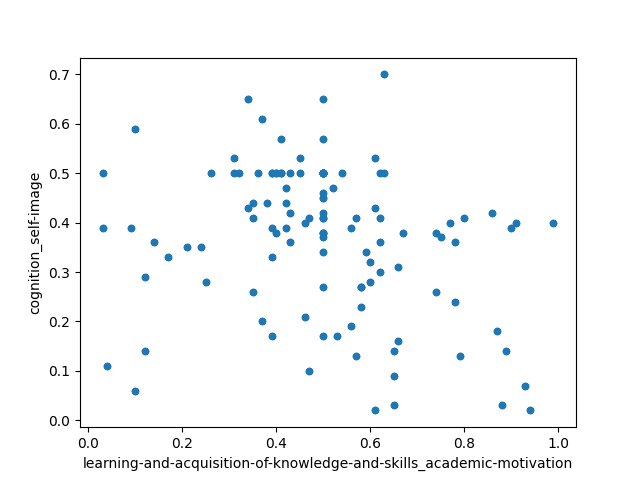 0.7
0.6
0.5
0.4
0.3
0.2
0.1
0.0
cognition_self-image
0.0 0.2 0.4 0.6 0.8 1.0
learning-and-acquisition-of-knowledge-and-skills_academic-motivation